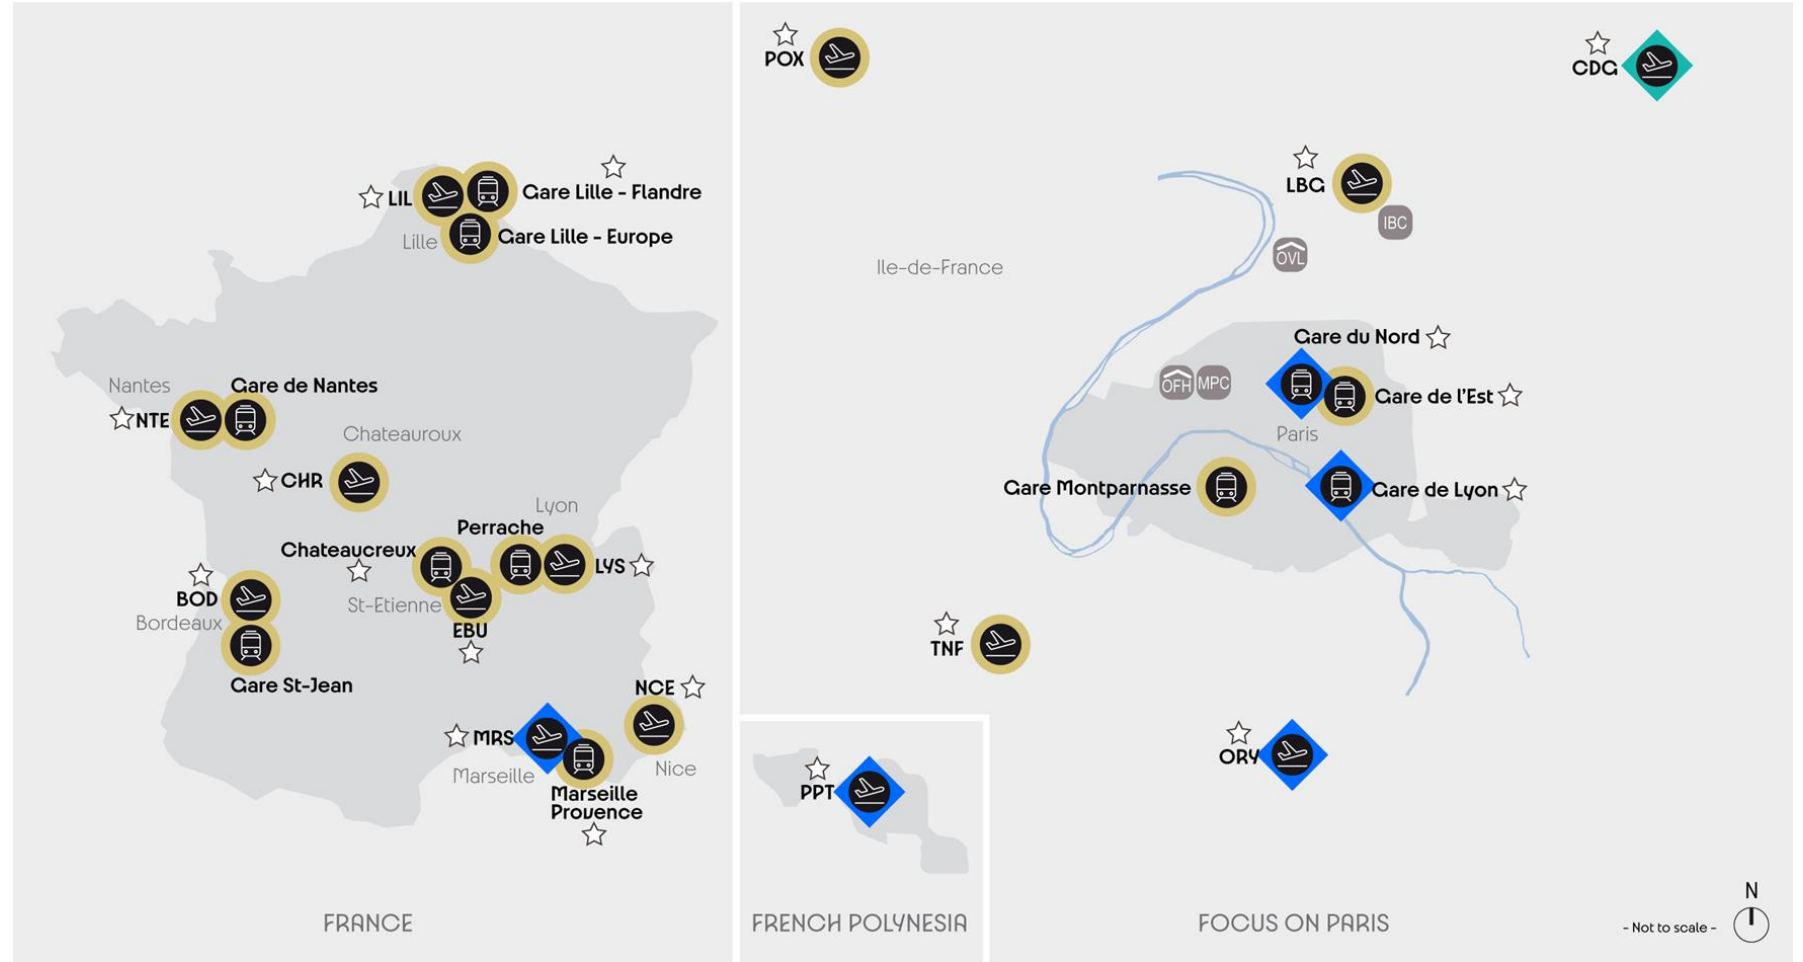 LIL
Gare Lille - Flandre
Lille
Gare Lille - Europe
Nantes
Gare de Nantes
NTE
Chateauroux
CHR
Lyon
Perrache
Chateaucreux
LYS
BOD
St-Etienne
Bordeaux
EBU
Gare St-Jean
NCE
MRS
Marseille
Nice
Marseille
Provence
FRANCE
POX
CDG
LBG
IBC
OVL
Ile-de-France
Gare du Nord
OFH
MPC
Gare de l'Est
Paris
Gare Montparnasse
Gare de Lyon
TNF
ORY
PPT
FRENCH POLYNESIA
FOCUS ON PARIS
N
- Not to scale -